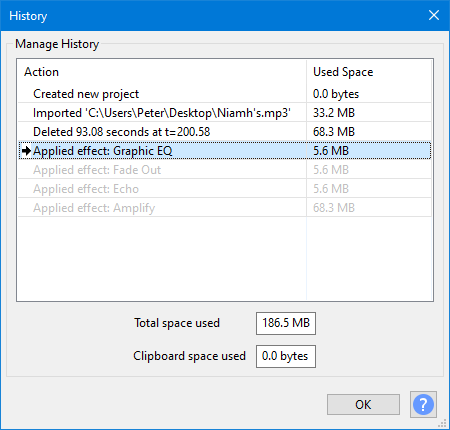 History
Manage History
Action Used Space
Created new project 0.0 bytes
Imported 'C:\Users\Peter\Desktop\Niamh's.mp3' 33.2 MB
Deleted 93.08 seconds at t=200.58 68.3 MB
Applied effect: Graphic EQ 5.6 MB
Applied effect: Fade Out 5.6 MB
Applied effect: Echo 5.6 MB
Applied effect: Amplify 68.3 MB
Total space used 186.5 MB
Clipboard space used 0.0 bytes
OK ?